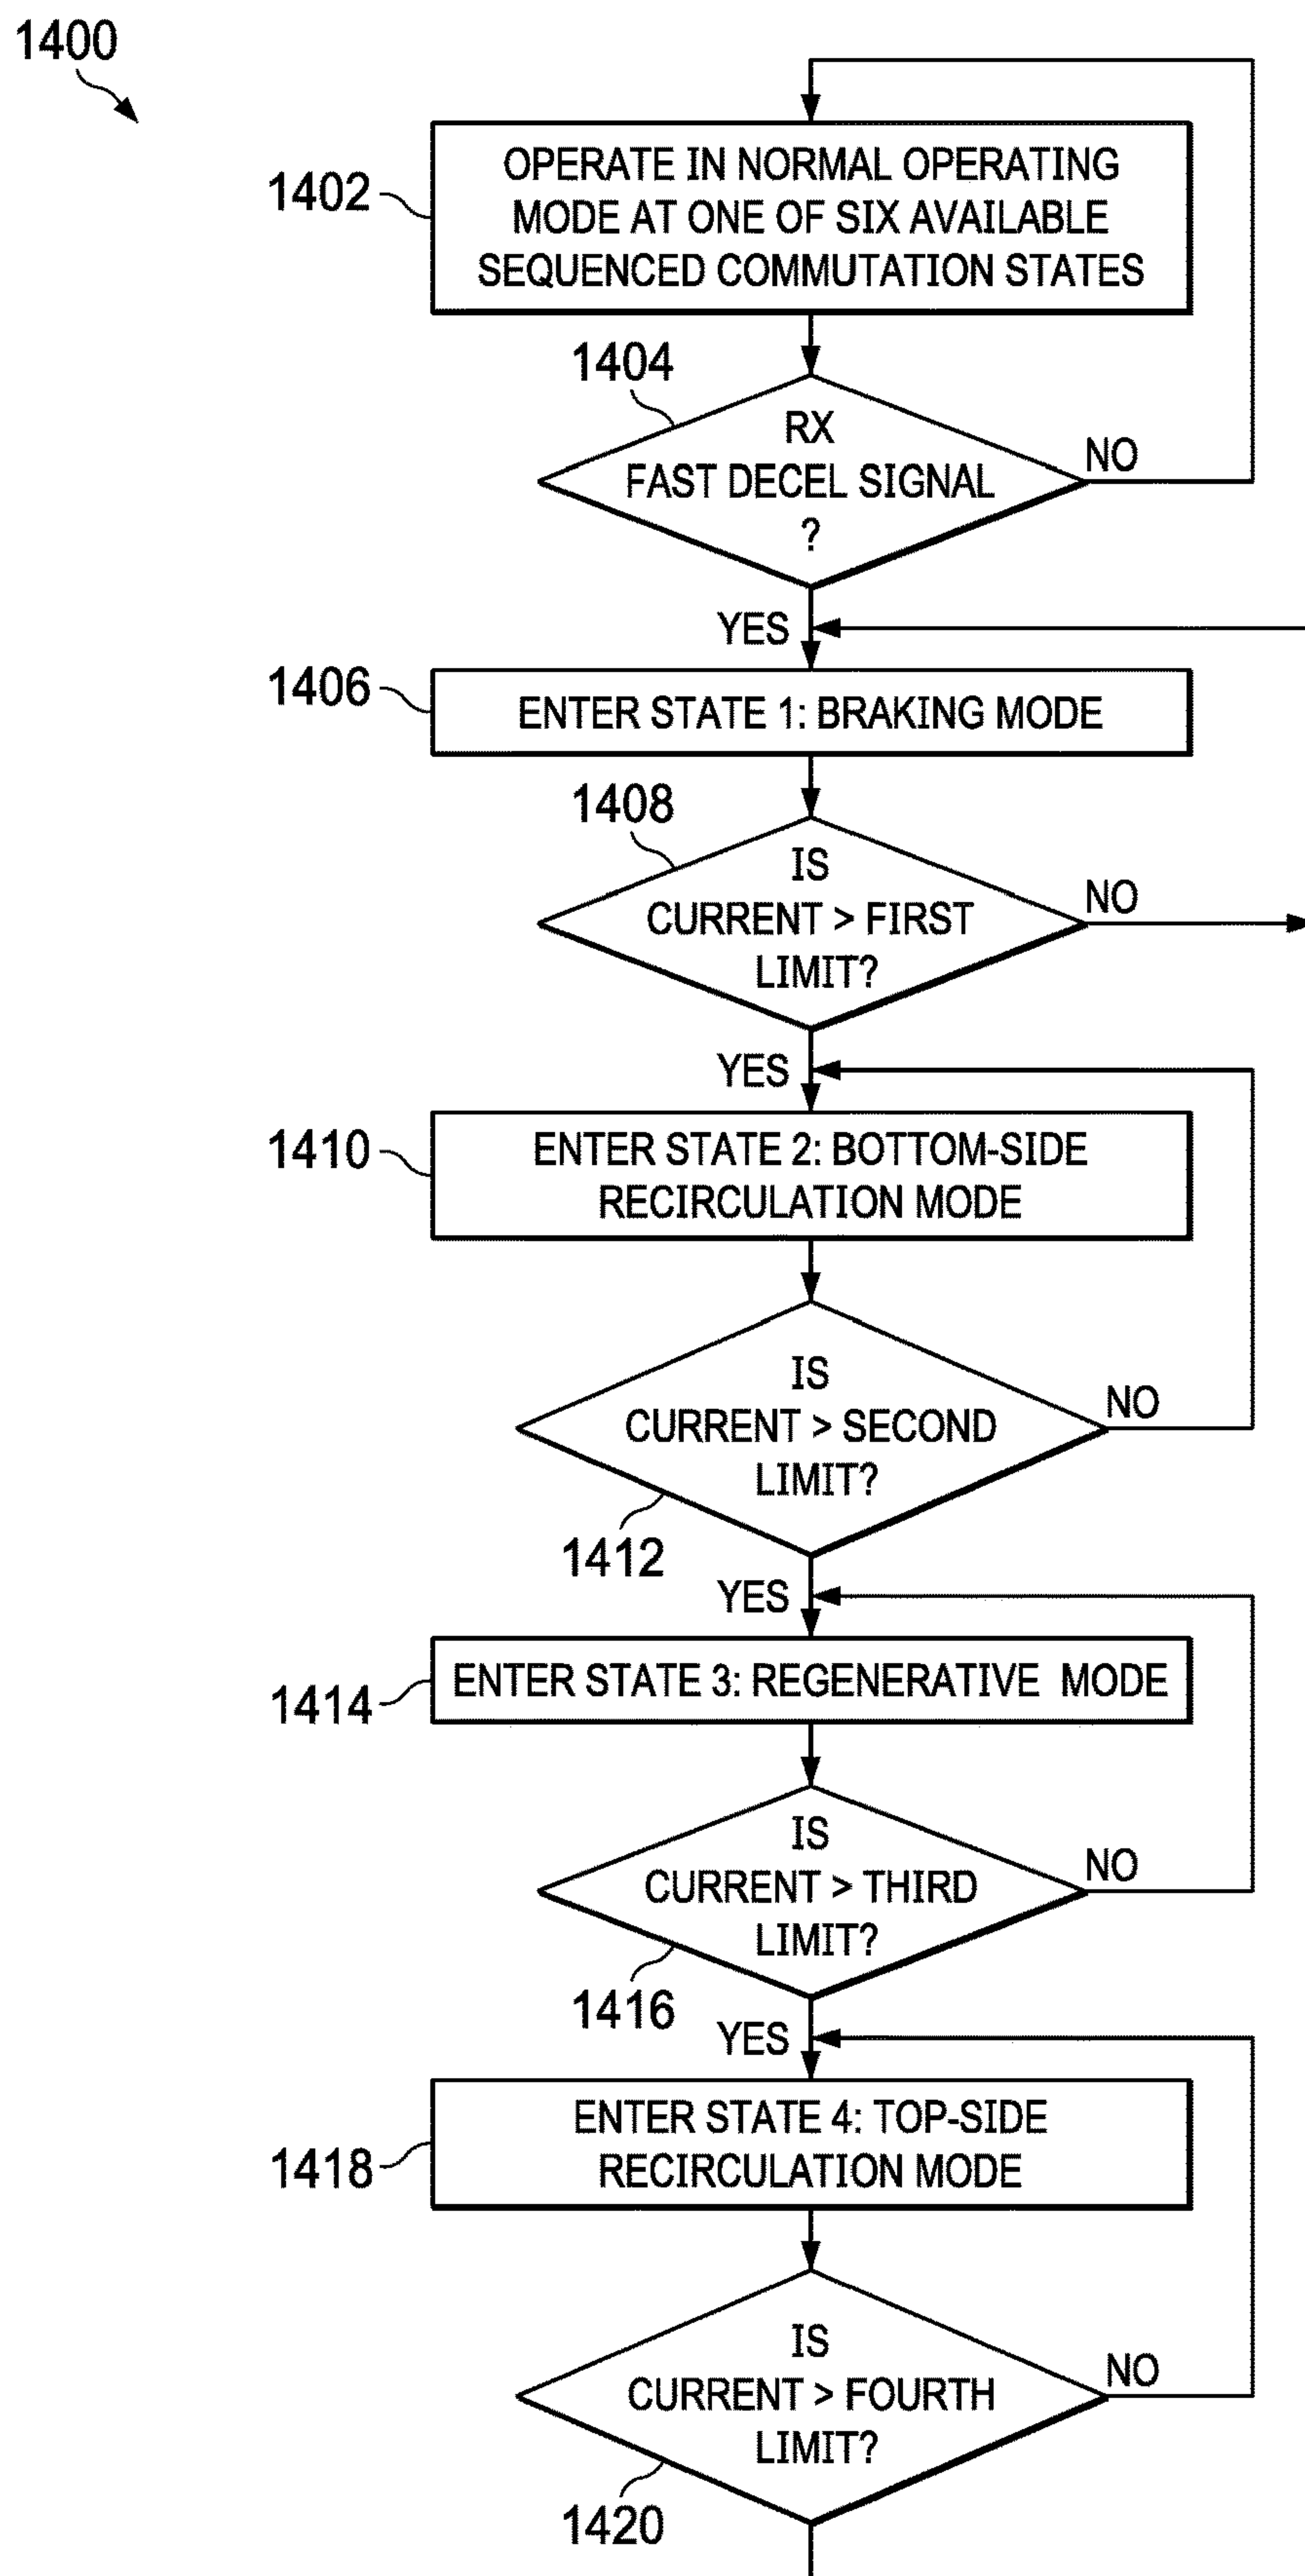 1400
1402
OPERATE IN NORMAL OPERATING
MODE AT ONE OF SIX AVAILABLE
SEQUENCED COMMUTATION STATES
1404
RX
FAST DECEL SIGNAL
?
NO
YES
1406
ENTER STATE 1: BRAKING MODE
1408
IS
CURRENT > FIRST
LIMIT?
NO
YES
1410
ENTER STATE 2: BOTTOM-SIDE
RECIRCULATION MODE
IS
CURRENT > SECOND
LIMIT?
NO
1412
YES
1414
ENTER STATE 3: REGENERATIVE MODE
IS
CURRENT > THIRD
LIMIT?
NO
1416
YES
1418
ENTER STATE 4: TOP-SIDE
RECIRCULATION MODE
IS
CURRENT > FOURTH
LIMIT?
NO
1420